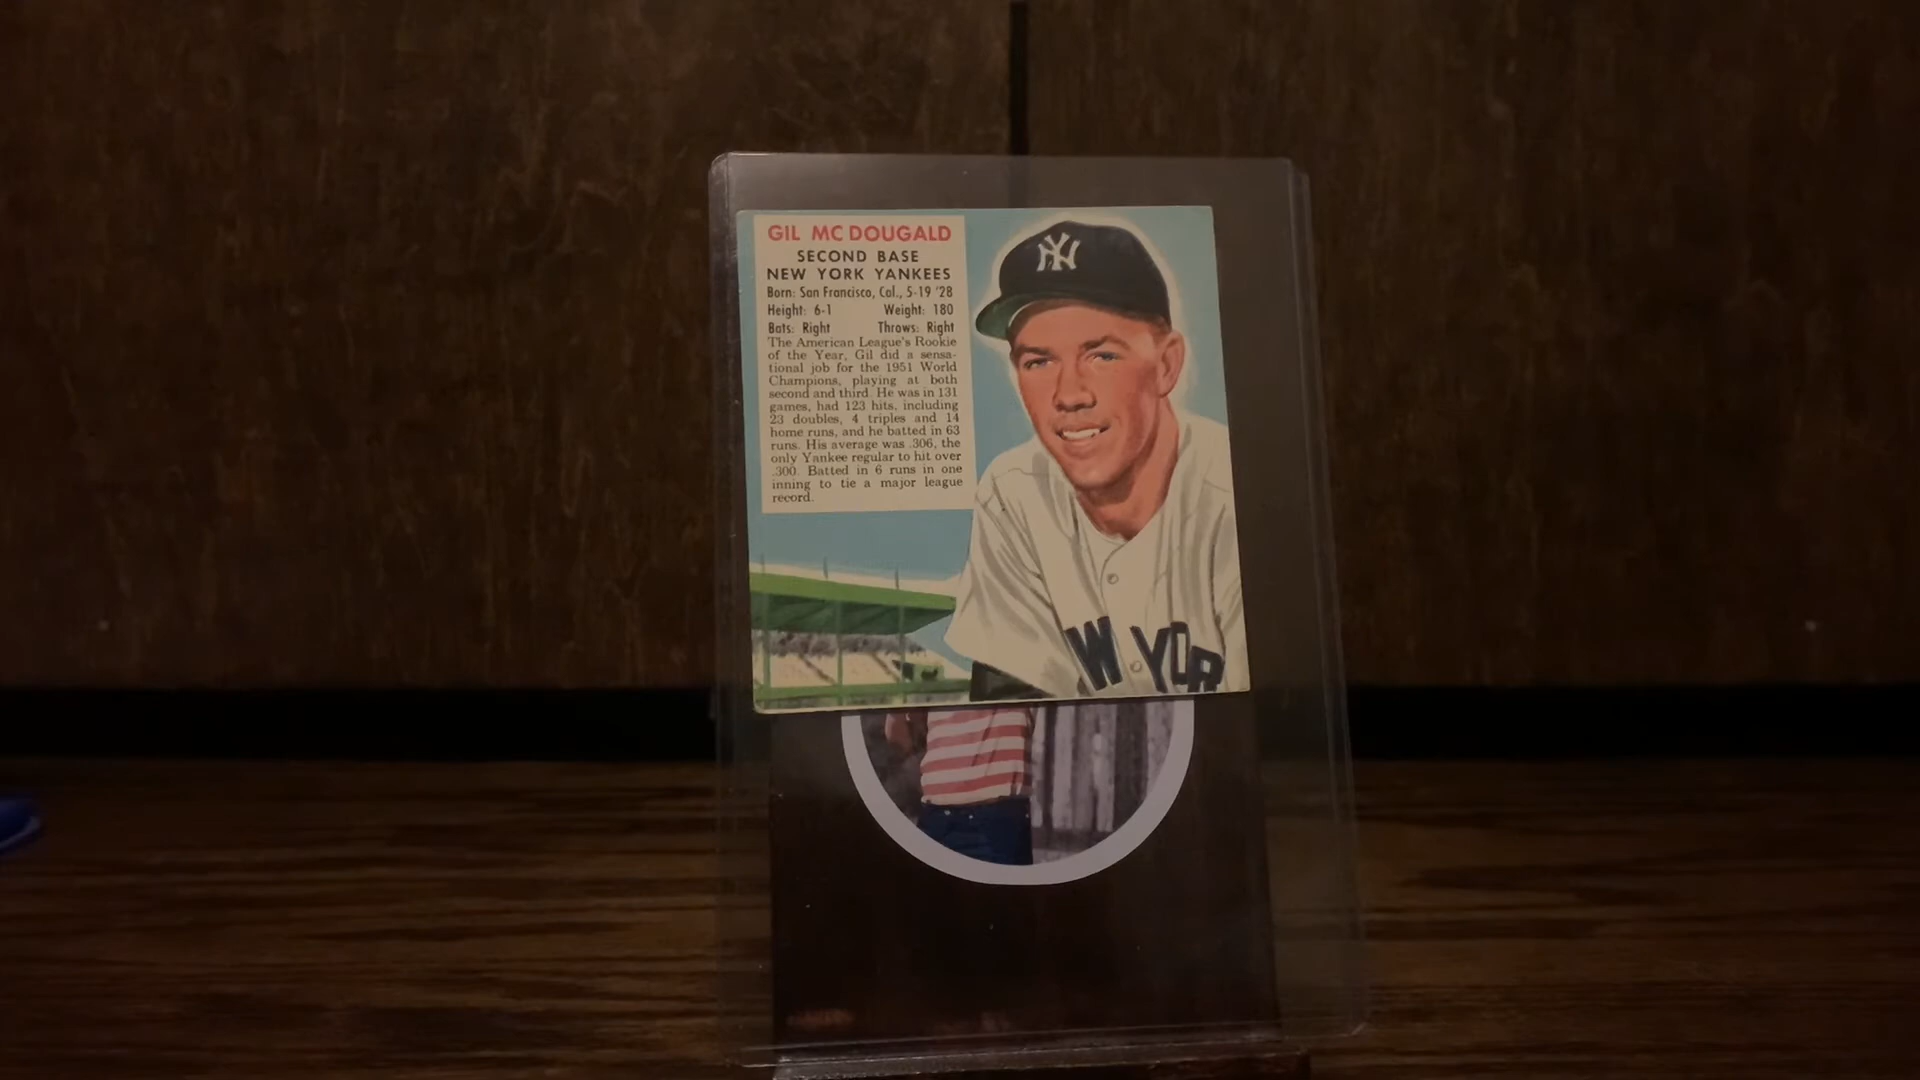 GIL MC DOUGALD
SECOND BASE
NEW YORK YANKEES
Born: San Francisco, Cal., 5-19 '28
Height: 6-1 Weight: 180
Bats: Right Throws: Right
The American League's Rookie
of the Year, Gil did a sensa-
tional job for the 1951 World
Champions, playing at both
second and third. He was in 131
games, had 123 hits, including
23 doubles, 4 triples and 14
home runs, and he batted in 63
runs. His average was .306, the
only Yankee regular to hit over
.300. Batted in 6 runs in one
inning to tie a major league
record.
NY
W YOR